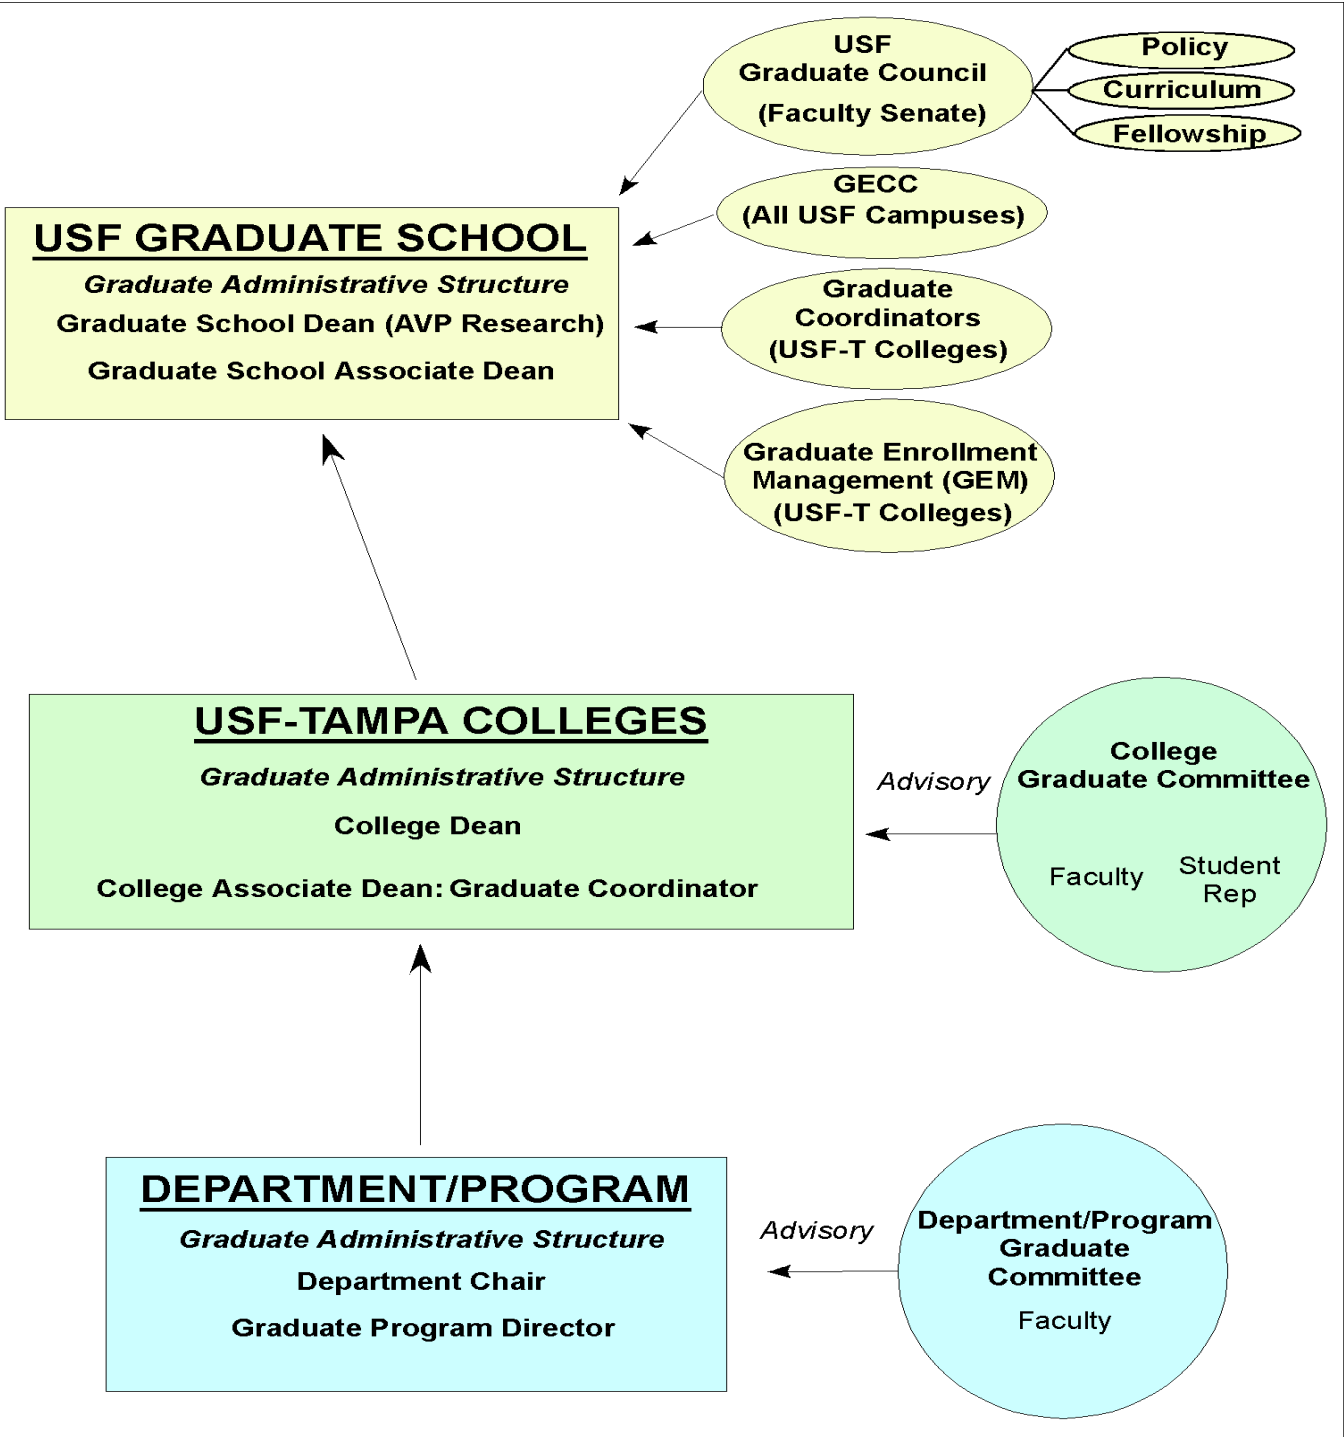 USF
Graduate Council
(Faculty Senate)
Policy
Curriculum
Fellowship
GECC
(All USF Campuses)
USF GRADUATE SCHOOL
Graduate Administrative Structure
Graduate School Dean (AVP Research)
Graduate School Associate Dean
Graduate
Coordinators
(USF-T Colleges)
Graduate Enrollment
Management (GEM)
(USF-T Colleges)
USF-TAMPA COLLEGES
Graduate Administrative Structure
College Dean
College Associate Dean: Graduate Coordinator
Advisory
College
Graduate Committee
Faculty
Student
Rep
DEPARTMENT/PROGRAM
Graduate Administrative Structure
Department Chair
Graduate Program Director
Advisory
Department/Program
Graduate
Committee
Faculty